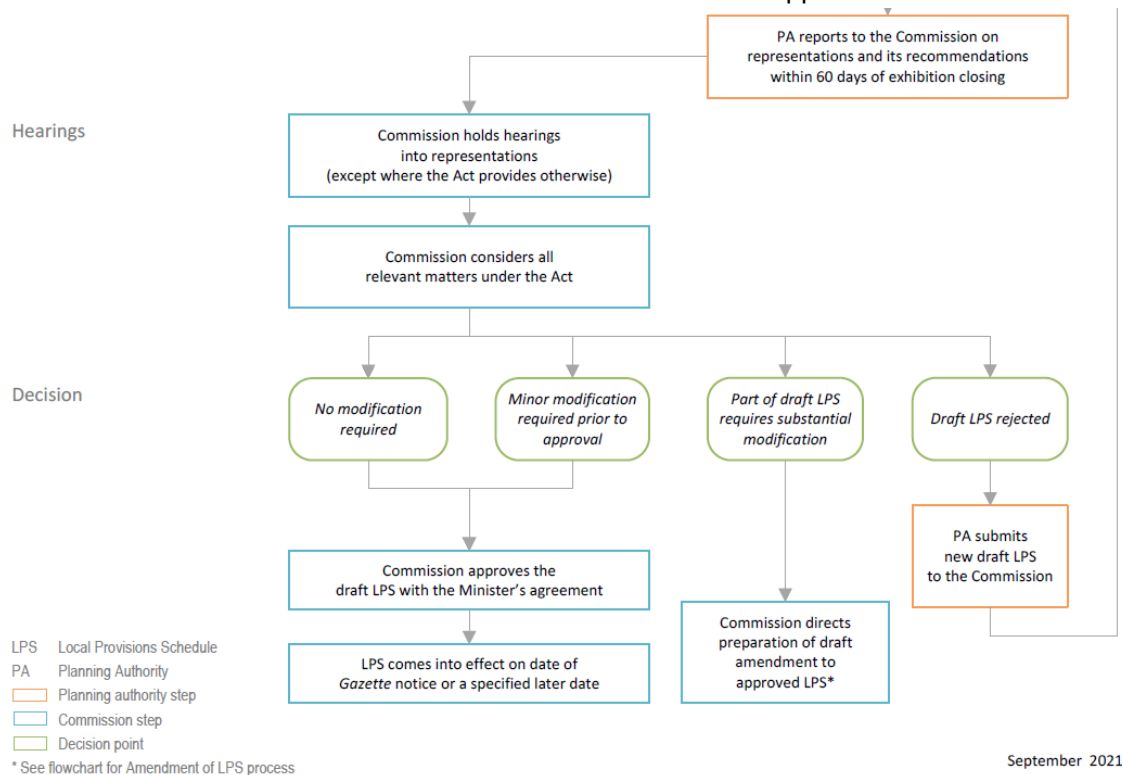 PA reports to the Commission on
representations and its recommendations
within 60 days of exhibition closing
Hearings
Commission holds hearings
into representations
(except where the Act provides otherwise)
Commission considers all
relevant matters under the Act
Decision
No modification
required
Minor modification
required prior to
approval
Part of draft LPS
requires substantial
modification
Draft LPS rejected
PA submits
new draft LPS
to the Commission
Commission approves the
draft LPS with the Minister’s agreement
Commission directs
preparation of draft
amendment to
approved LPS*
LPS comes into effect on date of
Gazette notice or a specified later date
LPS Local Provisions Schedule
PA Planning Authority
Planning authority step
Commission step
Decision point
* See flowchart for Amendment of LPS process
September 2021